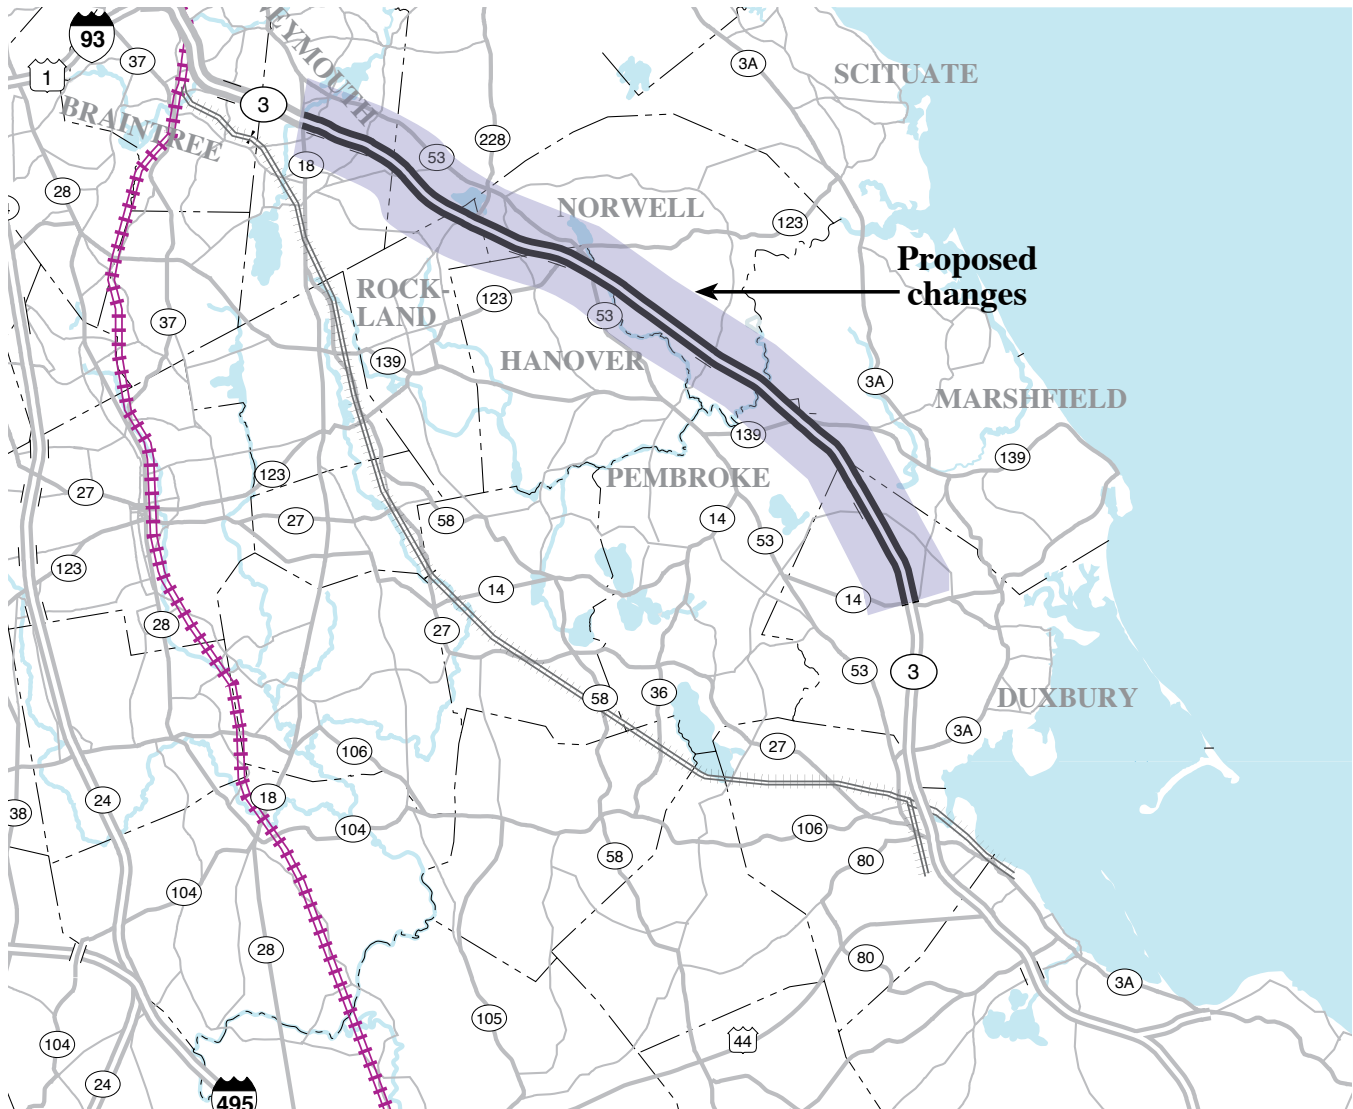 93
1
37
3A
SCITUATE
WEYMOUTH
3
BRAINTREE
228
53
18
28
NORWELL
123
Proposed
changes
ROCK-
LAND
123
53
37
HANOVER
139
3A
MARSHFIELD
139
139
123
PEMBROKE
27
27
58
14
53
123
14
14
28
27
53
3
58
36
DUXBURY
3A
106
27
24
18
38
104
106
58
80
104
28
80
3A
105
44
104
24
495